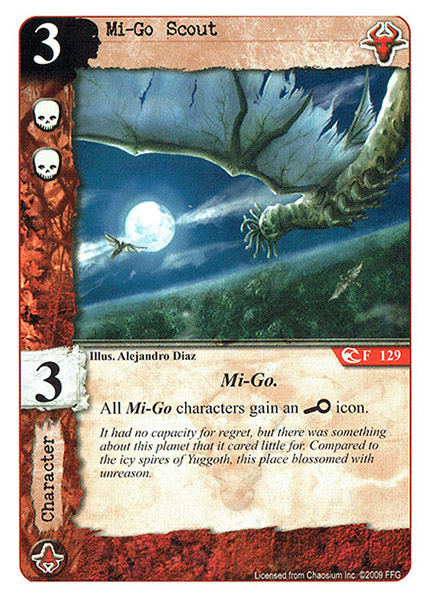 3
Mi-Go Scout
Illus. Alejandro Diaz
F 129
3
Mi-Go.
All Mi-Go characters gain an icon.
It had no capacity for regret, but there was something
about this planet that it cared little for. Compared to
the icy spires of Yuggoth, this place blossomed with
unreason.
Character
Licensed from Chaosium Inc. ©2009 FFG